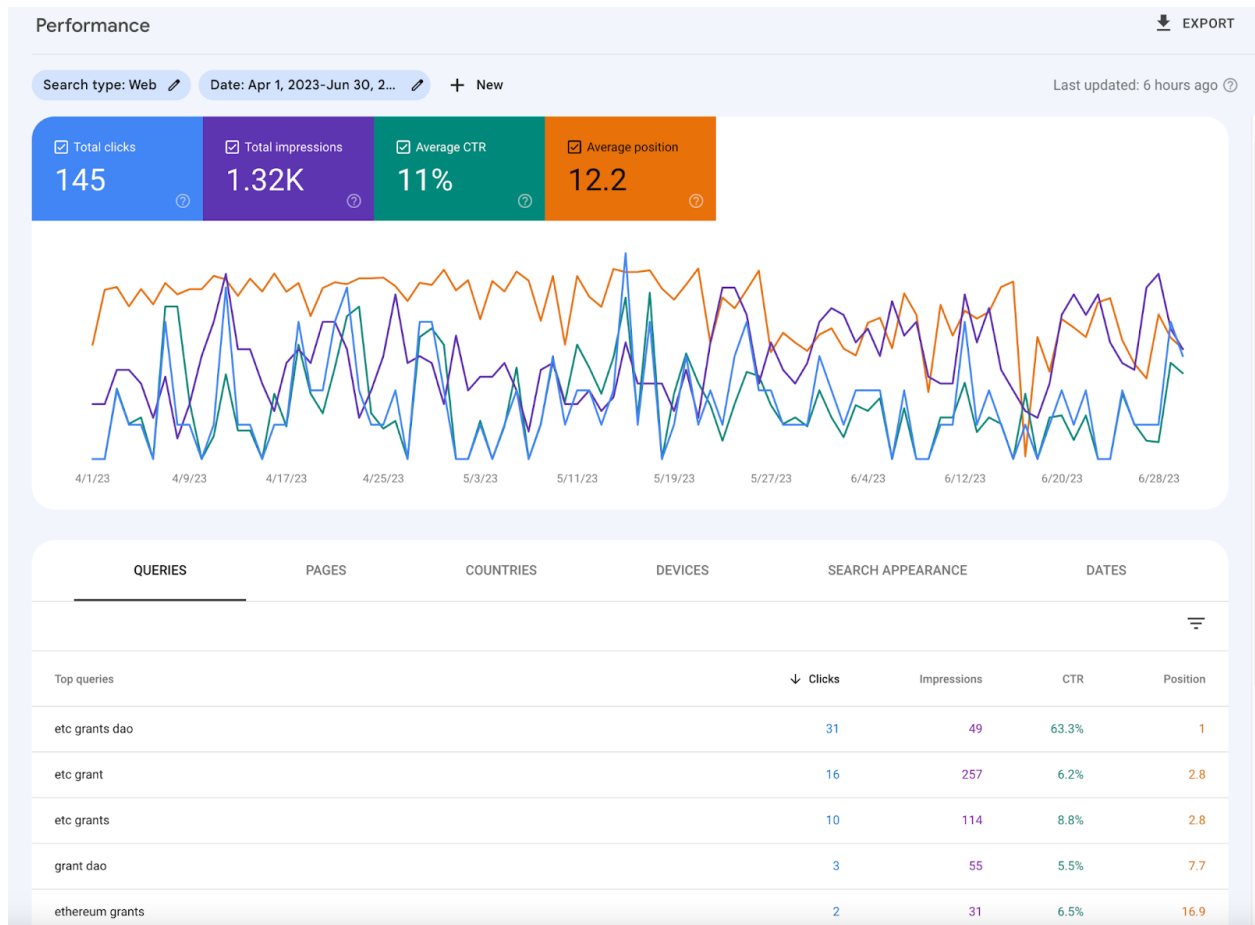 Performance
EXPORT
Search type: Web
Date: Apr 1, 2023-Jun 30, 2...
New
Last updated: 6 hours ago
Total clicks
145
Total impressions
1.32K
Average CTR
11%
Average position
12.2
4/1/23 4/9/23 4/17/23 4/25/23 5/3/23 5/11/23 5/19/23 5/27/23 6/4/23 6/12/23 6/20/23 6/28/23
QUERIES PAGES COUNTRIES DEVICES SEARCH APPEARANCE DATES
Top queries Clicks Impressions CTR Position
etc grants dao 31 49 63.3% 1
etc grant 16 257 6.2% 2.8
etc grants 10 114 8.8% 2.8
grant dao 3 55 5.5% 7.7
ethereum grants 2 31 6.5% 16.9